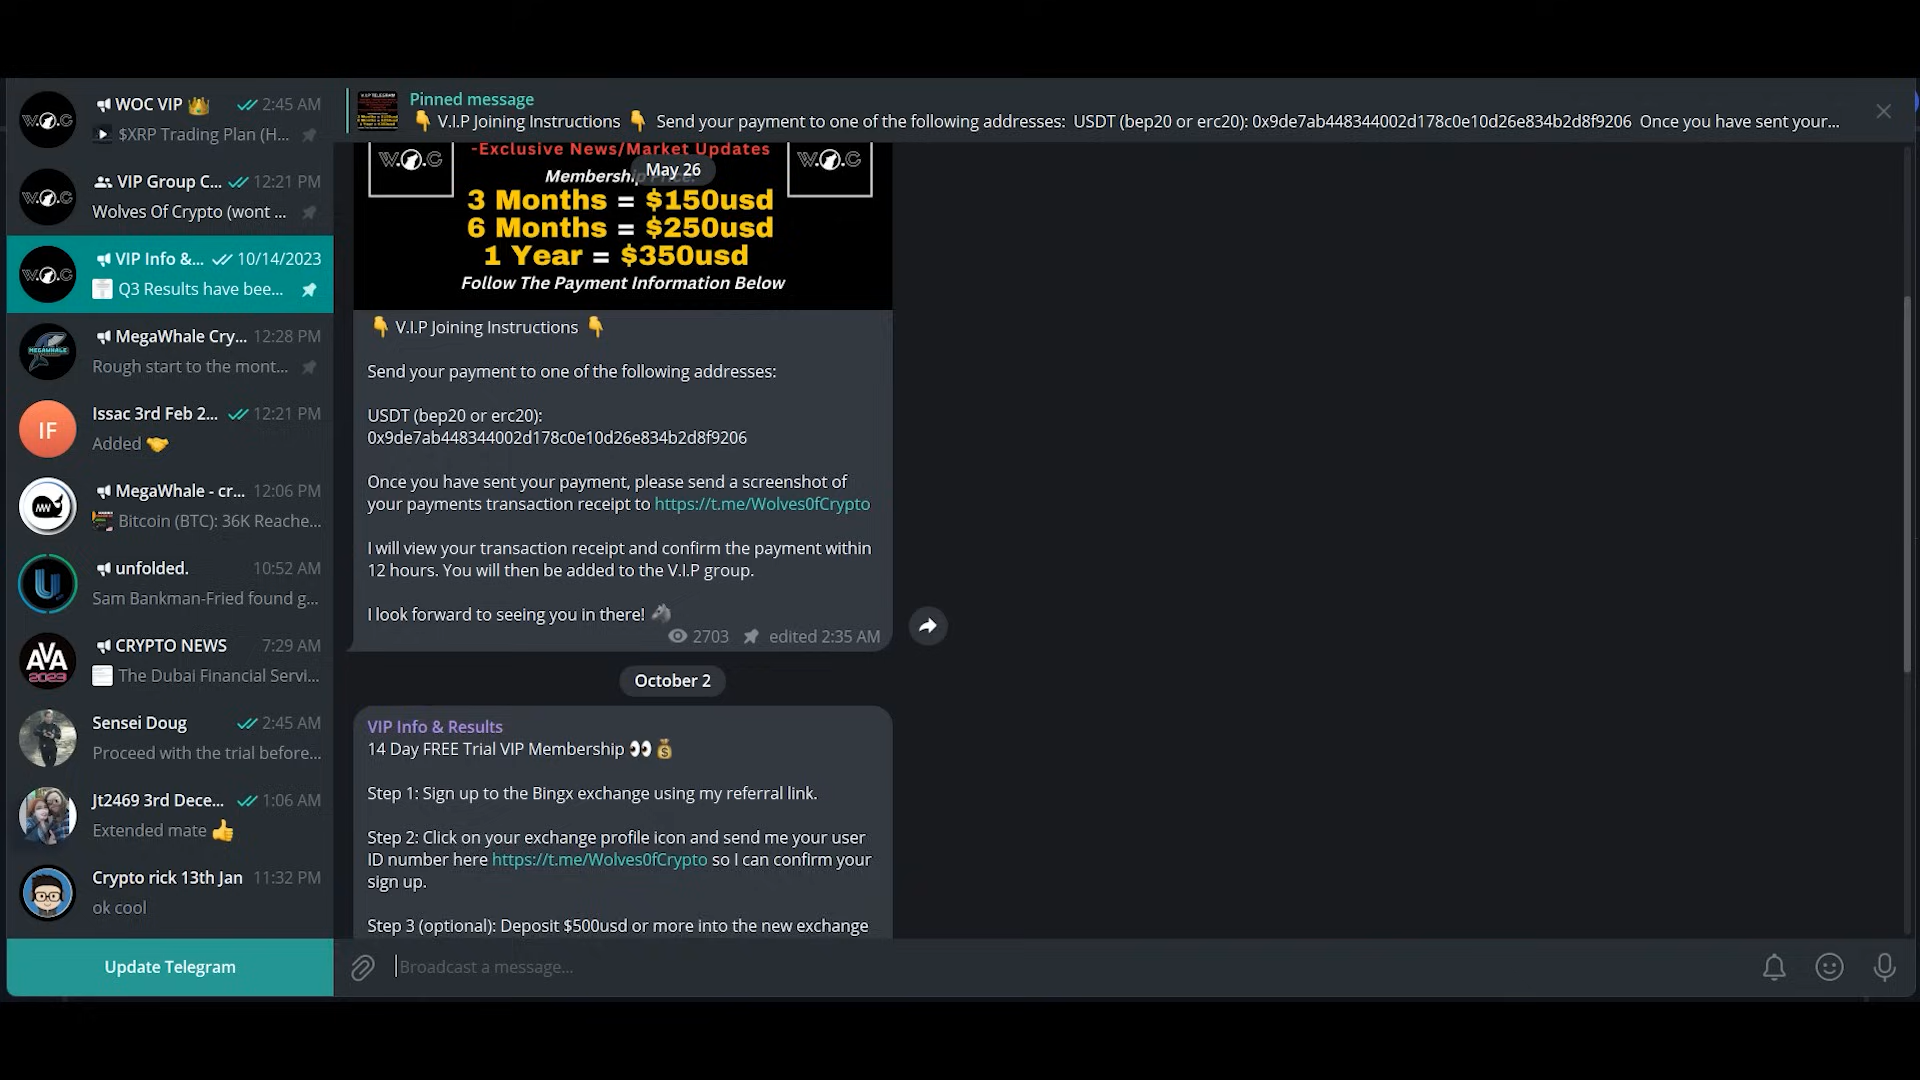 WOC VIP 👑 2:45 AM
$XRP Trading Plan (H...
VIP Group C... 12:21 PM
Wolves Of Crypto (wont ...
VIP Info &... 10/14/2023
Q3 Results have bee...
MegaWhale Cry... 12:28 PM
Rough start to the mont...
IF
Issac 3rd Feb 2... 12:21 PM
Added 🤝
MegaWhale - cr... 12:06 PM
Bitcoin (BTC): 36K Reache...
unfolded. 10:52 AM
Sam Bankman-Fried found g...
AVA
2023
CRYPTO NEWS 7:29 AM
The Dubai Financial Servi...
Sensei Doug 2:45 AM
Proceed with the trial before...
Jt2469 3rd Dece... 1:06 AM
Extended mate 👍
Crypto rick 13th Jan 11:32 PM
ok cool
Update Telegram
Pinned message
👇 V.I.P Joining Instructions 👇 Send your payment to one of the following addresses: USDT (bep20 or erc20): 0x9de7ab448344002d178c0e10d26e834b2d8f9206 Once you have sent your...
W.O.C
W.O.C
-Exclusive News/Market Updates
May 26
3 Months = $150usd
6 Months = $250usd
1 Year = $350usd
Follow The Payment Information Below
👇 V.I.P Joining Instructions 👇
Send your payment to one of the following addresses:
USDT (bep20 or erc20):
0x9de7ab448344002d178c0e10d26e834b2d8f9206
Once you have sent your payment, please send a screenshot of
your payments transaction receipt to https://t.me/Wolves0fCrypto
I will view your transaction receipt and confirm the payment within
12 hours. You will then be added to the V.I.P group.
I look forward to seeing you in there! 🐺
2703 edited 2:35 AM
October 2
VIP Info & Results
14 Day FREE Trial VIP Membership 👀💰
Step 1: Sign up to the Bingx exchange using my referral link.
Step 2: Click on your exchange profile icon and send me your user
ID number here https://t.me/Wolves0fCrypto so I can confirm your
sign up.
Step 3 (optional): Deposit $500usd or more into the new exchange
Broadcast a message...